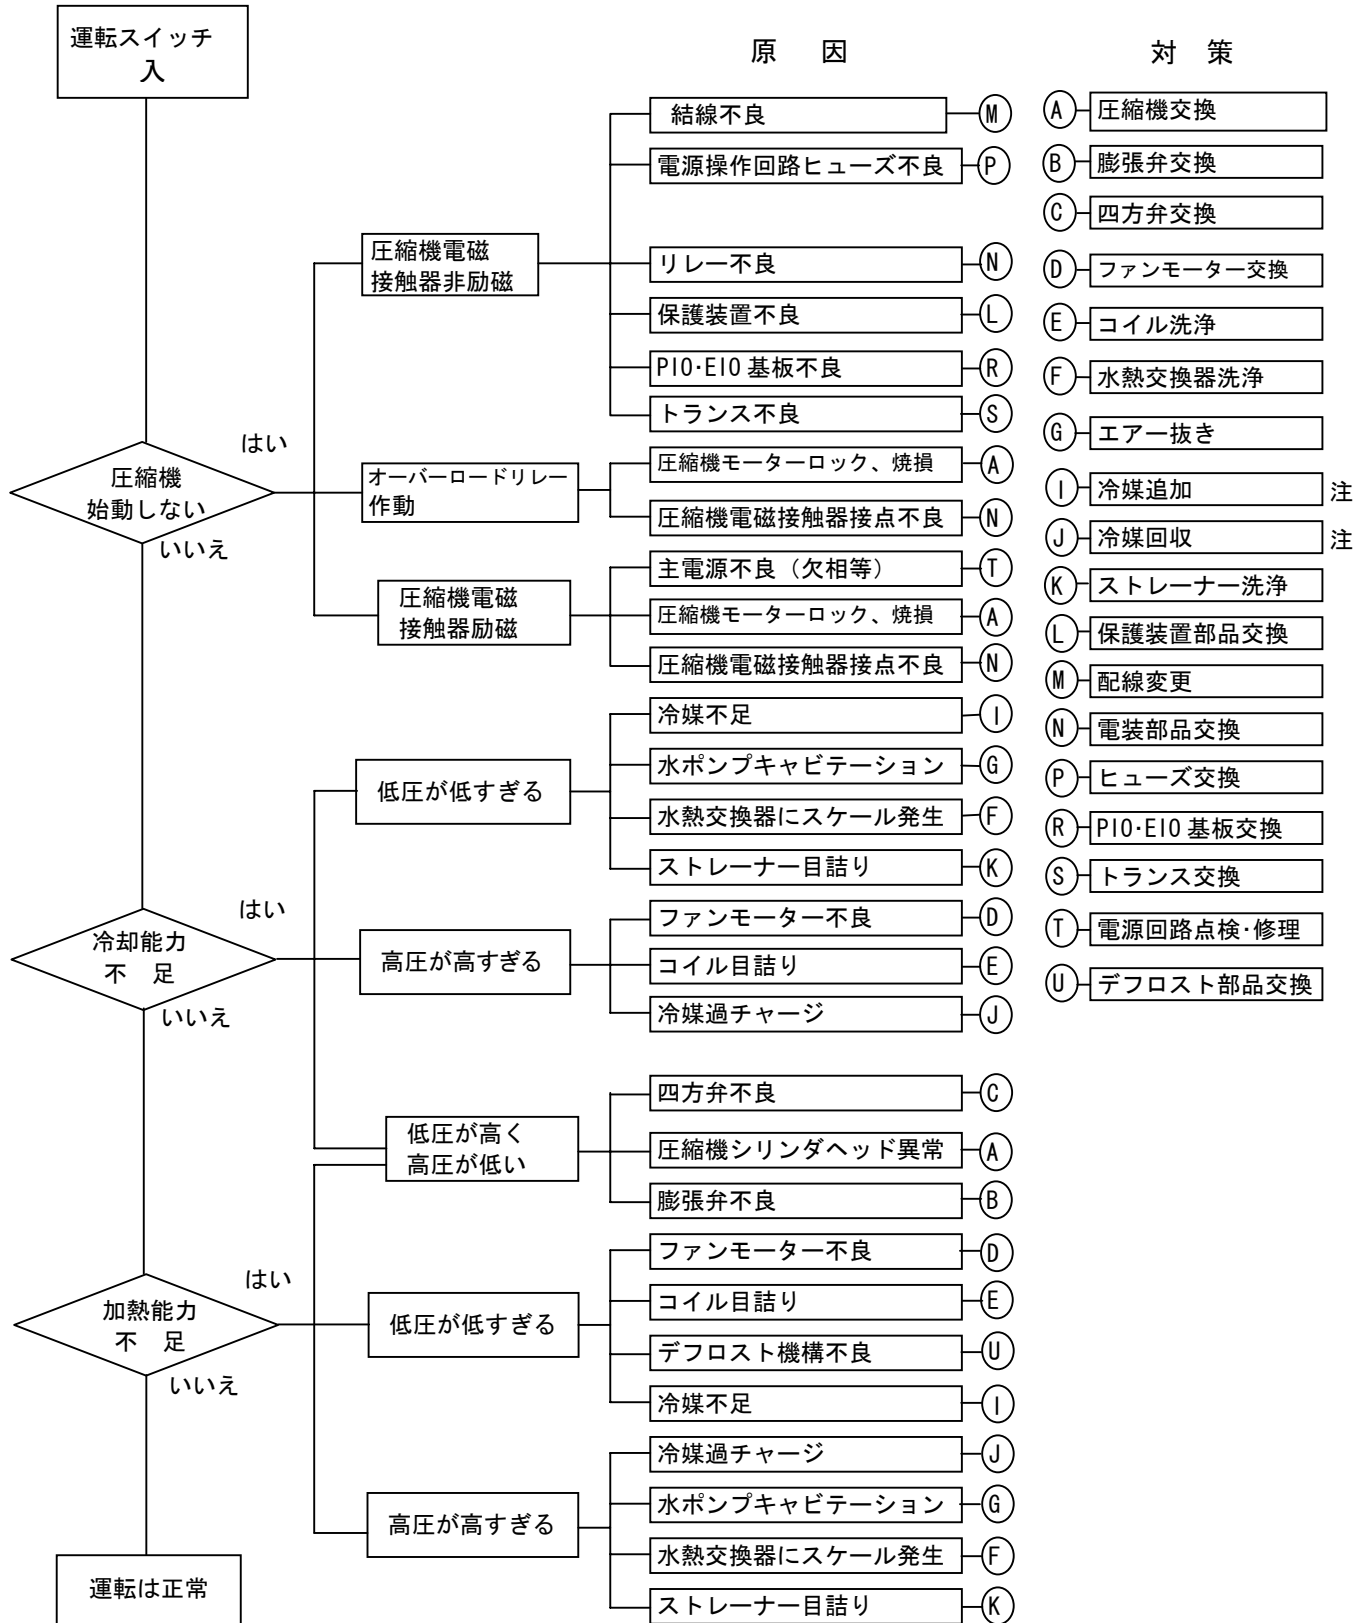 運転スイッチ
入
原 因
対 策
結線不良 M
電源操作回路ヒューズ不良 P
圧縮機電磁
接触器非励磁
リレー不良 N
保護装置不良 L
PIO･EIO 基板不良 R
トランス不良 S
はい
圧縮機
始動しない
いいえ
オーバーロードリレー
作動
圧縮機モーターロック、焼損 A
圧縮機電磁接触器接点不良 N
圧縮機電磁
接触器励磁
主電源不良（欠相等） T
圧縮機モーターロック、焼損 A
圧縮機電磁接触器接点不良 N
低圧が低すぎる
冷媒不足 I
水ポンプキャビテーション G
水熱交換器にスケール発生 F
ストレーナー目詰り K
はい
冷却能力
不 足
いいえ
高圧が高すぎる
ファンモーター不良 D
コイル目詰り E
冷媒過チャージ J
低圧が高く
高圧が低い
四方弁不良 C
圧縮機シリンダヘッド異常 A
膨張弁不良 B
はい
加熱能力
不 足
いいえ
低圧が低すぎる
ファンモーター不良 D
コイル目詰り E
デフロスト機構不良 U
冷媒不足 I
高圧が高すぎる
冷媒過チャージ J
水ポンプキャビテーション G
水熱交換器にスケール発生 F
ストレーナー目詰り K
運転は正常
A 圧縮機交換
B 膨張弁交換
C 四方弁交換
D ファンモーター交換
E コイル洗浄
F 水熱交換器洗浄
G エアー抜き
I 冷媒追加 注
J 冷媒回収 注
K ストレーナー洗浄
L 保護装置部品交換
M 配線変更
N 電装部品交換
P ヒューズ交換
R PIO･EIO 基板交換
S トランス交換
T 電源回路点検･修理
U デフロスト部品交換